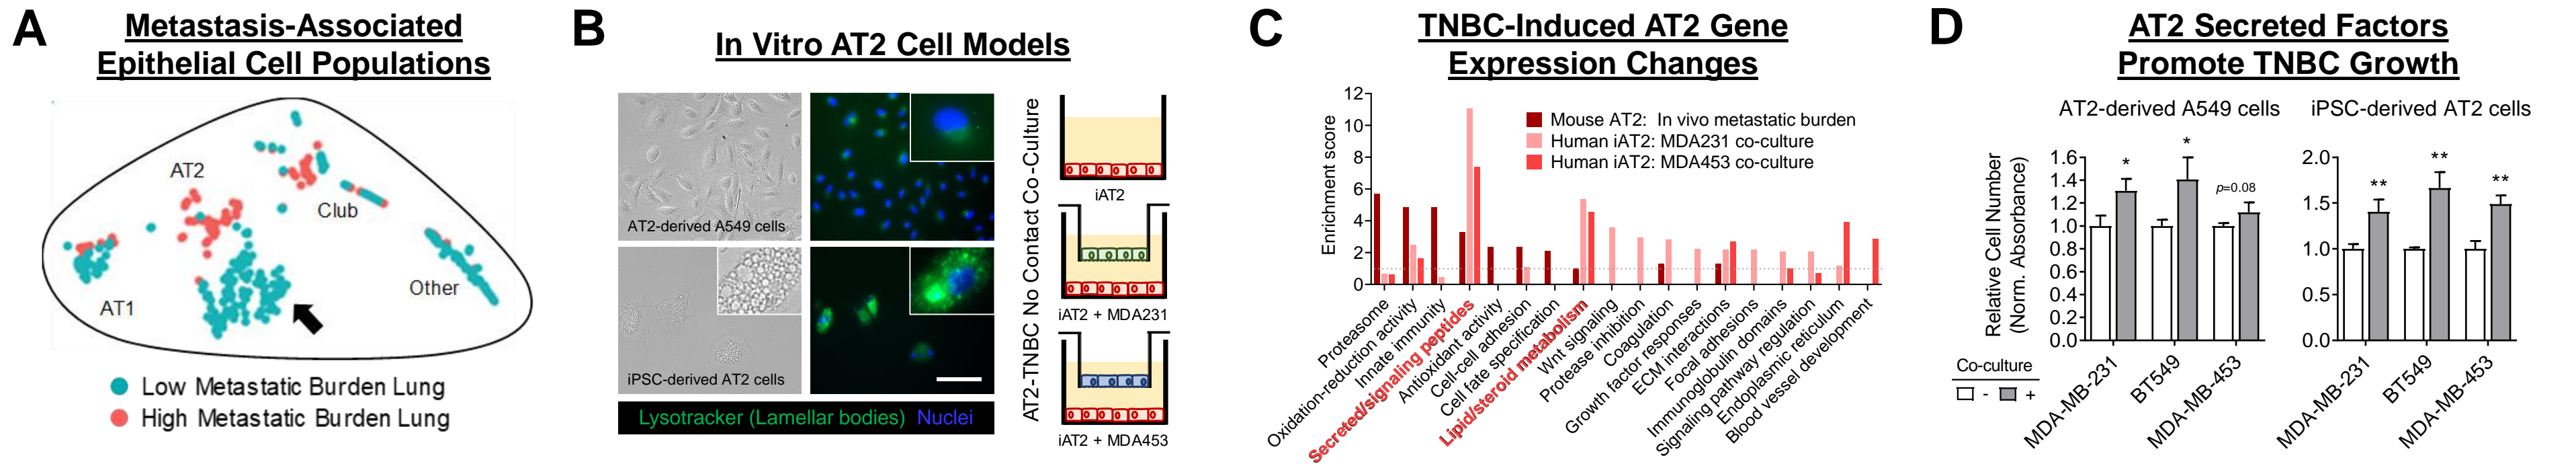 A
Metastasis-Associated
Epithelial Cell Populations
AT2
Club
AT1
Other
Low Metastatic Burden Lung
High Metastatic Burden Lung
B
In Vitro AT2 Cell Models
AT2-derived A549 cells
iPSC-derived AT2 cells
Lysotracker (Lamellar bodies) Nuclei
AT2-TNBC No Contact Co-Culture
iAT2
iAT2 + MDA231
iAT2 + MDA453
C
TNBC-Induced AT2 Gene
Expression Changes
Enrichment score
12
10
8
6
4
2
0
Mouse AT2: In vivo metastatic burden
Human iAT2: MDA231 co-culture
Human iAT2: MDA453 co-culture
Proteasome
Oxidation-reduction activity
Innate immunity
Secreted/signaling peptides
Antioxidant activity
Cell-cell adhesion
Cell fate specification
Lipid/steroid metabolism
Wnt signaling
Protease inhibition
Coagulation
Growth factor responses
ECM interactions
Focal adhesions
Immunoglobulin domains
Signaling pathway regulation
Endoplasmic reticulum
Blood vessel development
D
AT2 Secreted Factors
Promote TNBC Growth
AT2-derived A549 cells
Relative Cell Number
(Norm. Absorbance)
1.6
1.4
1.2
1.0
0.8
0.6
0.4
0.2
0.0
*
*
p=0.08
MDA-MB-231
BT549
MDA-MB-453
iPSC-derived AT2 cells
2.0
1.5
1.0
0.5
0.0
**
**
**
MDA-MB-231
BT549
MDA-MB-453
Co-culture
- +